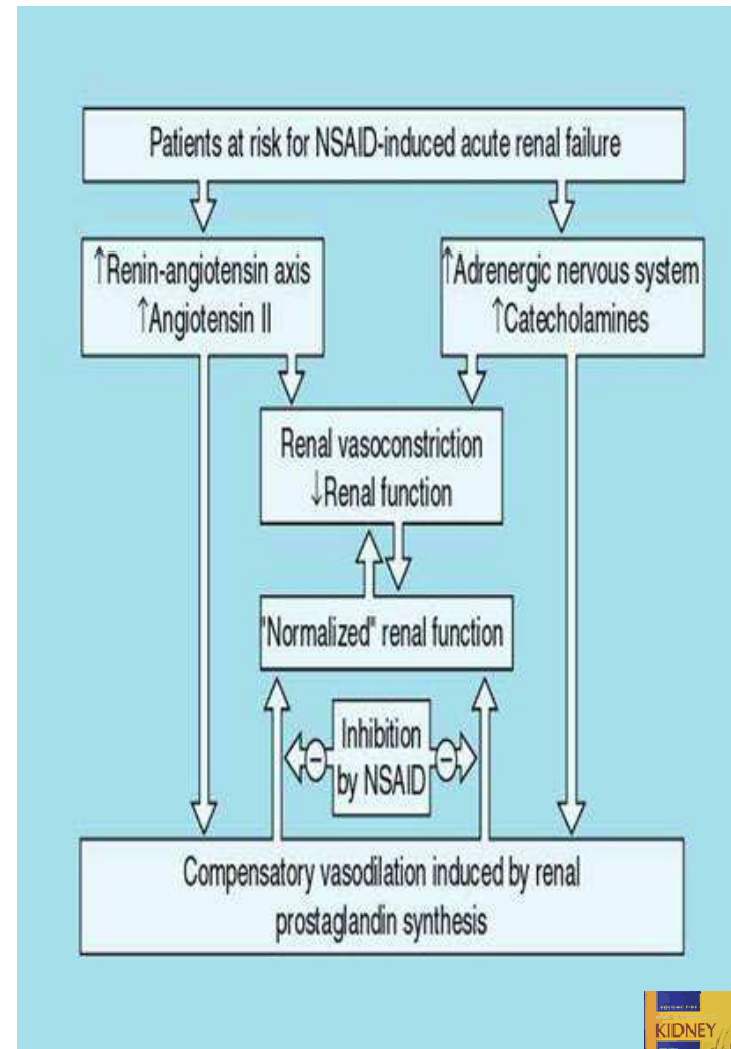 Patients at risk for NSAID-induced acute renal failure
↑Renin-angiotensin axis
↑Angiotensin II
↑Adrenergic nervous system
↑Catecholamines
Renal vasoconstriction
↓Renal function
"Normalized" renal function
Inhibition
by NSAID
−
−
Compensatory vasodilation induced by renal
prostaglandin synthesis
KIDNEY